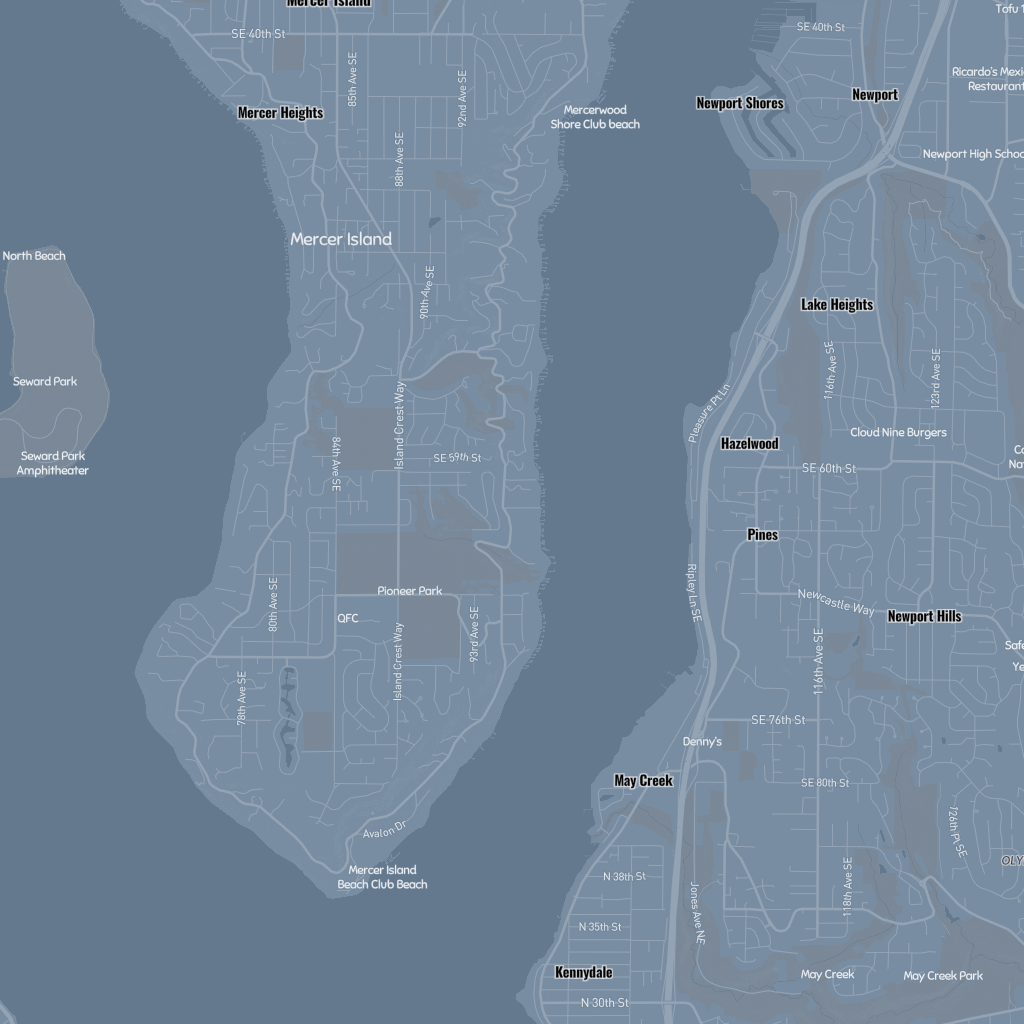 Mercer Island
Tofu
SE 40th St
SE 40th St
85th Ave SE
92nd Ave SE
Ricardo's Mexi
Restaurant
Newport
Newport Shores
Mercer Heights
Mercerwood
Shore Club beach
88th Ave SE
Newport High Schoo
Mercer Island
North Beach
90th Ave SE
Lake Heights
116th Ave SE
123rd Ave SE
Seward Park
Pleasure Pt Ln
Island Crest Way
Cloud Nine Burgers
Hazelwood
84th Ave SE
SE 59th St
Seward Park
Amphitheater
SE 60th St
Pines
Pioneer Park
Ripley Ln SE
Newcastle Way
80th Ave SE
QFC
Newport Hills
93rd Ave SE
Safe
Island Crest Way
116th Ave SE
Ye
78th Ave SE
SE 76th St
Denny's
May Creek
SE 80th St
Avalon Dr
126th Pl SE
OLY
Mercer Island
Beach Club Beach
N 38th St
118th Ave SE
Jones Ave NE
N 35th St
Kennydale
May Creek
May Creek Park
N 30th St